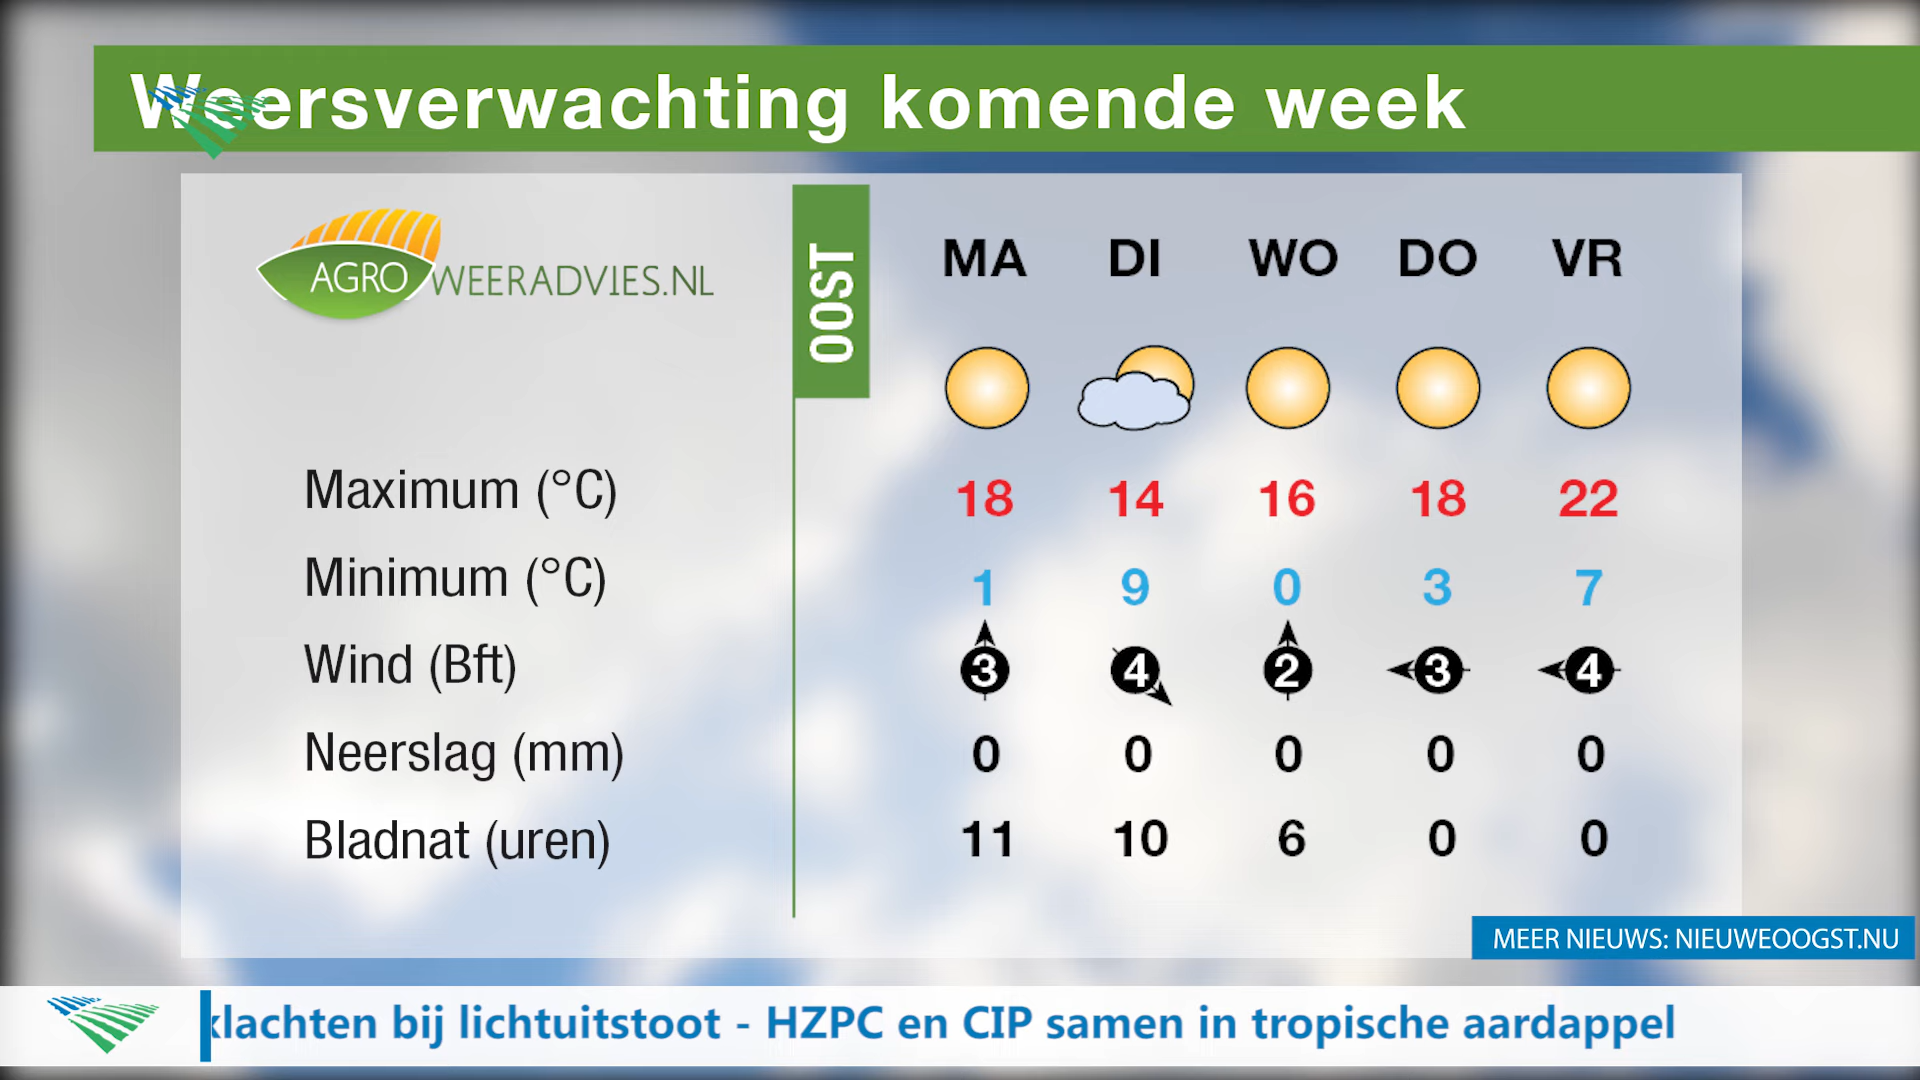 Weersverwachting komende week
AGRO WEERADVIES.NL
OOST
MA DI WO DO VR
Maximum (°C) 18 14 16 18 22
Minimum (°C) 1 9 0 3 7
Wind (Bft) 3 4 2 3 4
Neerslag (mm) 0 0 0 0 0
Bladnat (uren) 11 10 6 0 0
MEER NIEUWS: NIEUWEOOGST.NU
klachten bij lichtuitstoot - HZPC en CIP samen in tropische aardappel